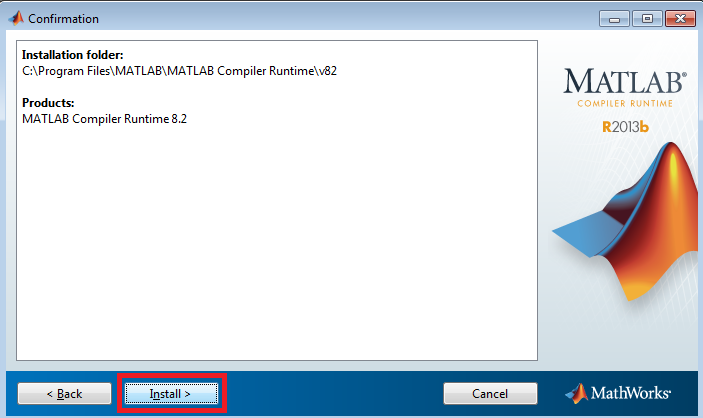 Confirmation
Installation folder:
C:\Program Files\MATLAB\MATLAB Compiler Runtime\v82
Products:
MATLAB Compiler Runtime 8.2
MATLAB®
COMPILER RUNTIME
R2013b
< Back
Install >
Cancel
MathWorks®